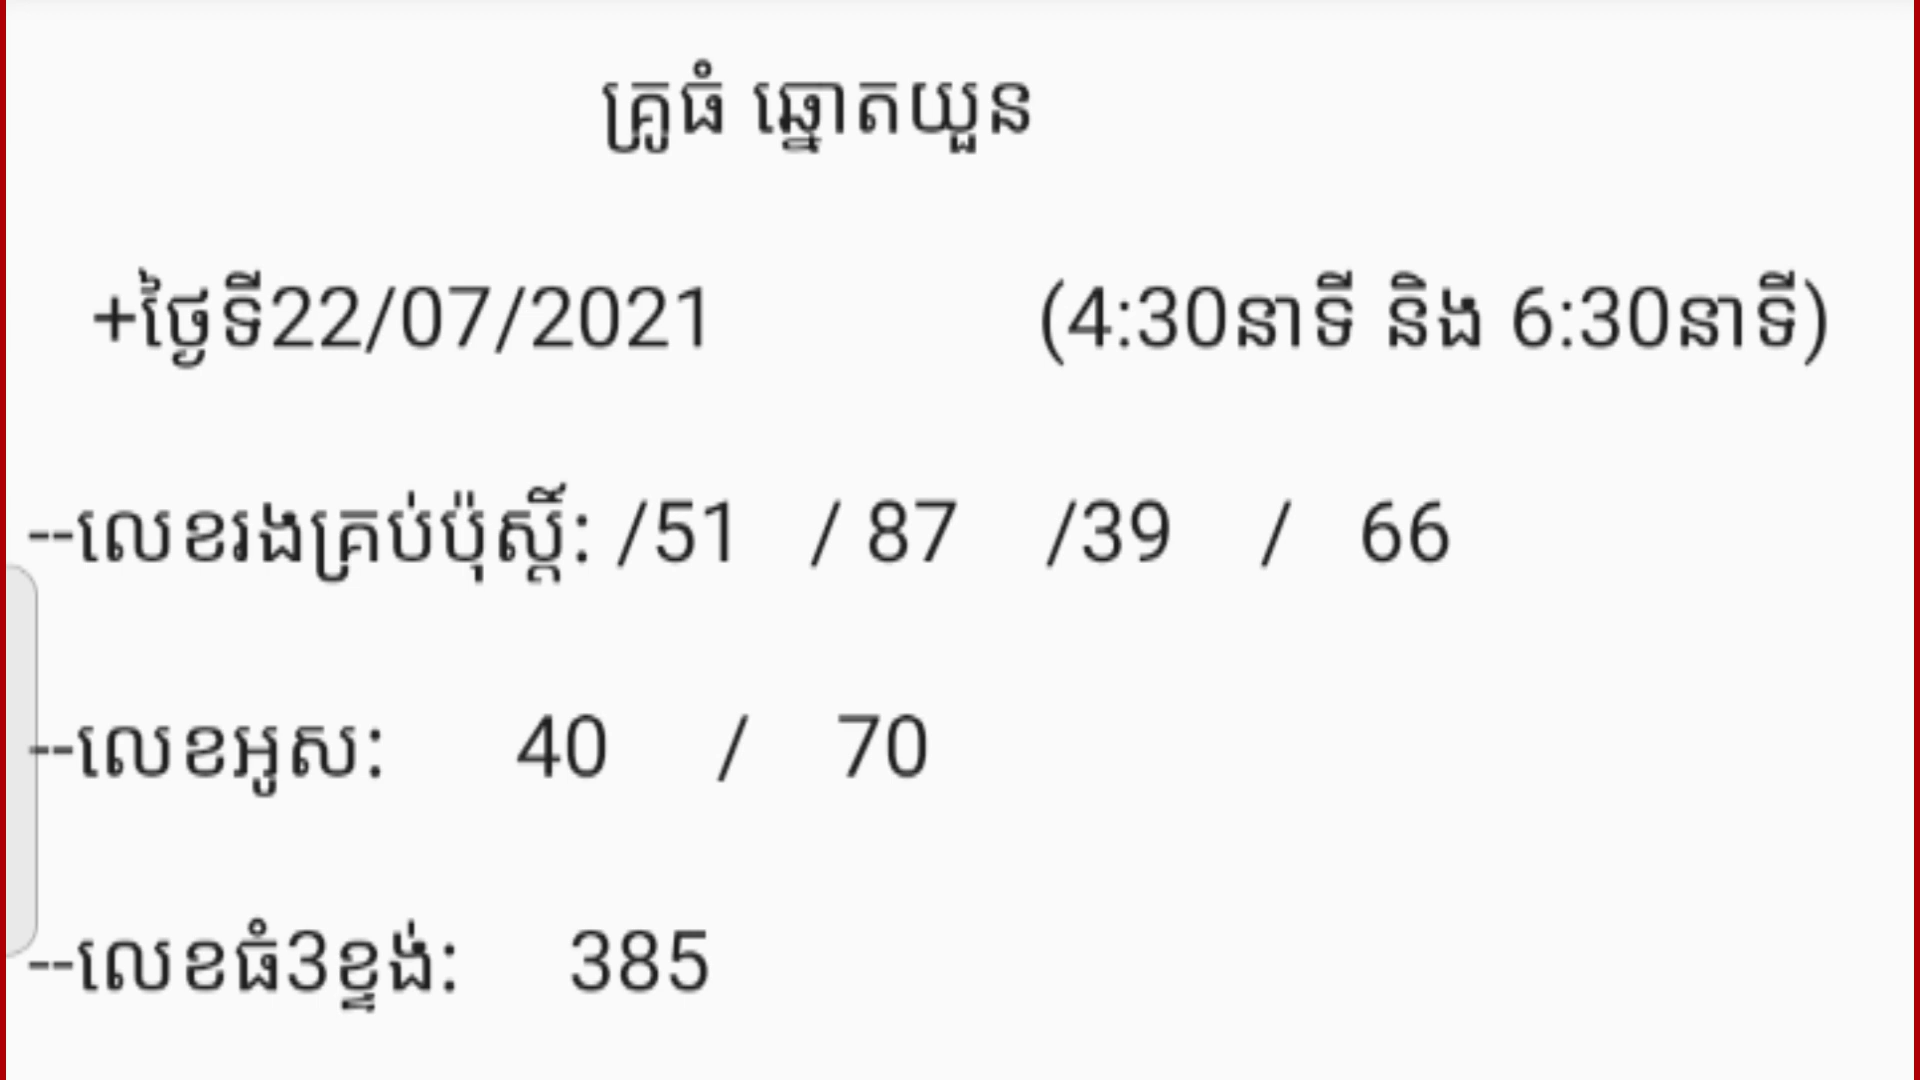 គ្រូធំ ឆ្នោតយួន
+ថ្ងៃទី22/07/2021 (4:30នាទី និង 6:30នាទី)
--លេខរងគ្រប់ប៉ុស្តិ៍: /51 / 87 /39 / 66
--លេខអូស: 40 / 70
--លេខធំ3ខ្ទង់: 385